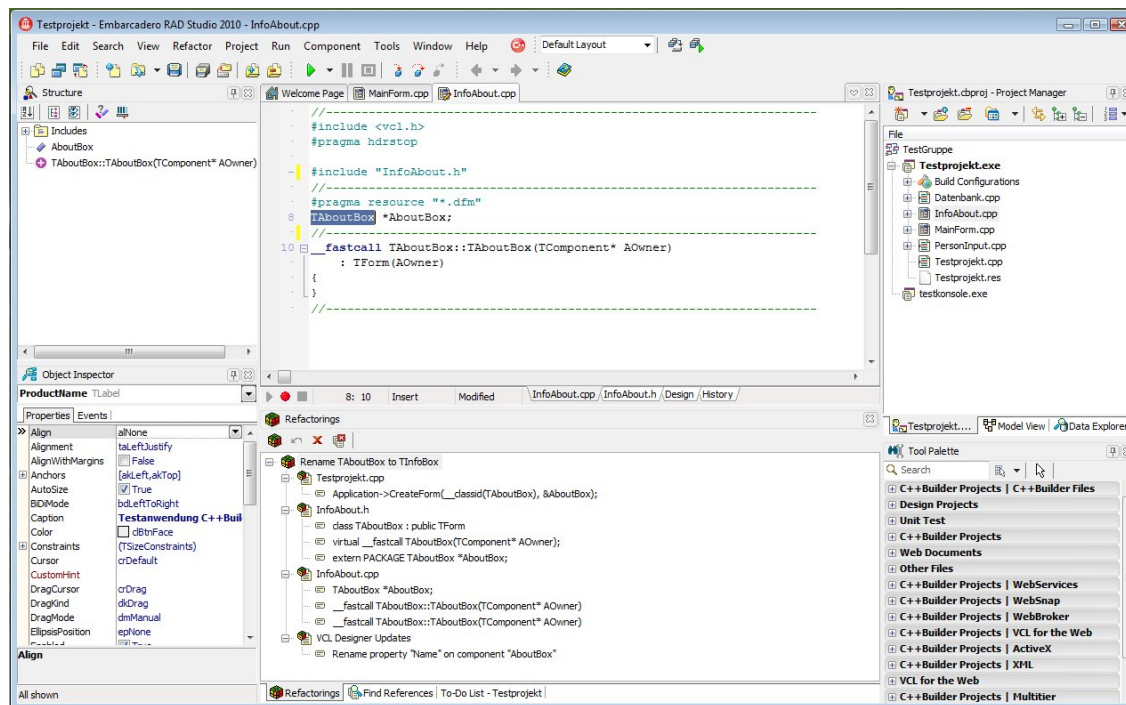 Testprojekt - Embarcadero RAD Studio 2010 - InfoAbout.cpp
File Edit Search View Refactor Project Run Component Tools Window Help Default Layout
Structure
Includes
AboutBox
TAboutBox::TAboutBox(TComponent* AOwner)
Object Inspector
ProductName TLabel
Properties Events
Align alNone
Alignment taLeftJustify
AlignWithMargins False
Anchors [akLeft,akTop]
AutoSize True
BiDiMode bdLeftToRight
Caption Testanwendung C++Buil
Color clBtnFace
Constraints (TSizeConstraints)
Cursor crDefault
CustomHint
DragCursor crDrag
DragKind dkDrag
DragMode dmManual
EllipsisPosition epNone
Align
All shown
Welcome Page MainForm.cpp InfoAbout.cpp
//------------------------------------------------------------
#include <vcl.h>
#pragma hdrstop
#include "InfoAbout.h"
//------------------------------------------------------------
#pragma resource "*.dfm"
8 TAboutBox *AboutBox;
//------------------------------------------------------------
10 __fastcall TAboutBox::TAboutBox(TComponent* AOwner)
: TForm(AOwner)
{
}
//------------------------------------------------------------
8: 10 Insert Modified InfoAbout.cpp InfoAbout.h Design History
Refactorings
Rename TAboutBox to TInfoBox
Testprojekt.cpp
Application->CreateForm(__classid(TAboutBox), &AboutBox);
InfoAbout.h
class TAboutBox : public TForm
virtual __fastcall TAboutBox(TComponent* AOwner);
extern PACKAGE TAboutBox *AboutBox;
InfoAbout.cpp
TAboutBox *AboutBox;
__fastcall TAboutBox::TAboutBox(TComponent* AOwner)
__fastcall TAboutBox::TAboutBox(TComponent* AOwner)
VCL Designer Updates
Rename property "Name" on component "AboutBox"
Refactorings Find References To-Do List - Testprojekt
Testprojekt.cbproj - Project Manager
File
TestGruppe
Testprojekt.exe
Build Configurations
Datenbank.cpp
InfoAbout.cpp
MainForm.cpp
PersonInput.cpp
Testprojekt.cpp
Testprojekt.res
testkonsole.exe
Testprojekt.... Model View Data Explorer
Tool Palette
Search
C++Builder Projects | C++Builder Files
Design Projects
Unit Test
C++Builder Projects
Web Documents
Other Files
C++Builder Projects | WebServices
C++Builder Projects | WebSnap
C++Builder Projects | WebBroker
C++Builder Projects | VCL for the Web
C++Builder Projects | ActiveX
C++Builder Projects | XML
VCL for the Web
C++Builder Projects | Multitier